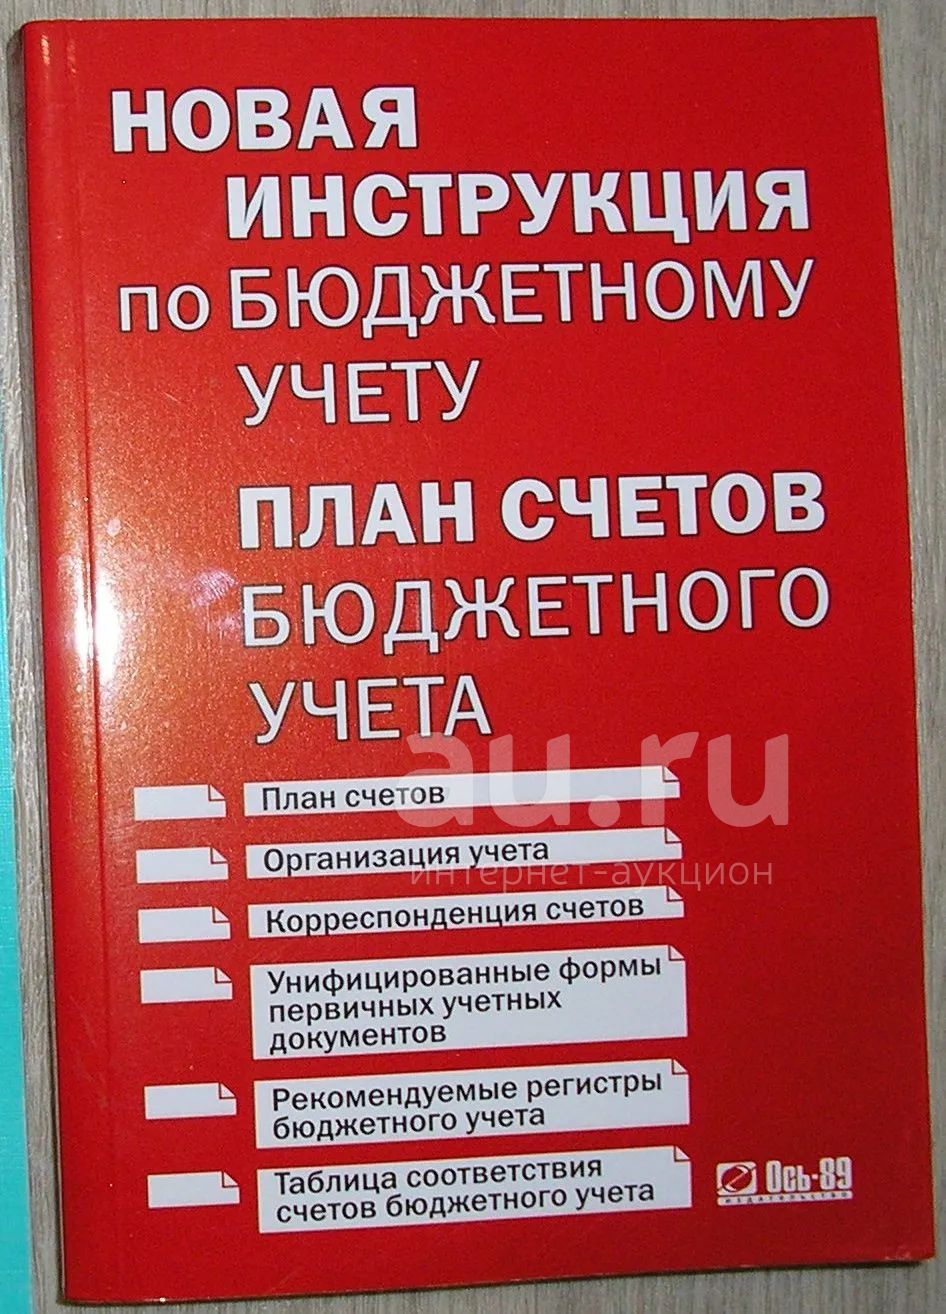 НОВАЯ
ИНСТРУКЦИЯ
по БЮДЖЕТНОМУ
УЧЕТУ
ПЛАН СЧЕТОВ
БЮДЖЕТНОГО
УЧЕТА
au.ru
интернет-аукцион
План счетов
Организация учета
Корреспонденция счетов
Унифицированные формы
первичных учетных
документов
Рекомендуемые регистры
бюджетного учета
Таблица соответствия
счетов бюджетного учета
Ось-89
ИЗДАТЕЛЬСТВО